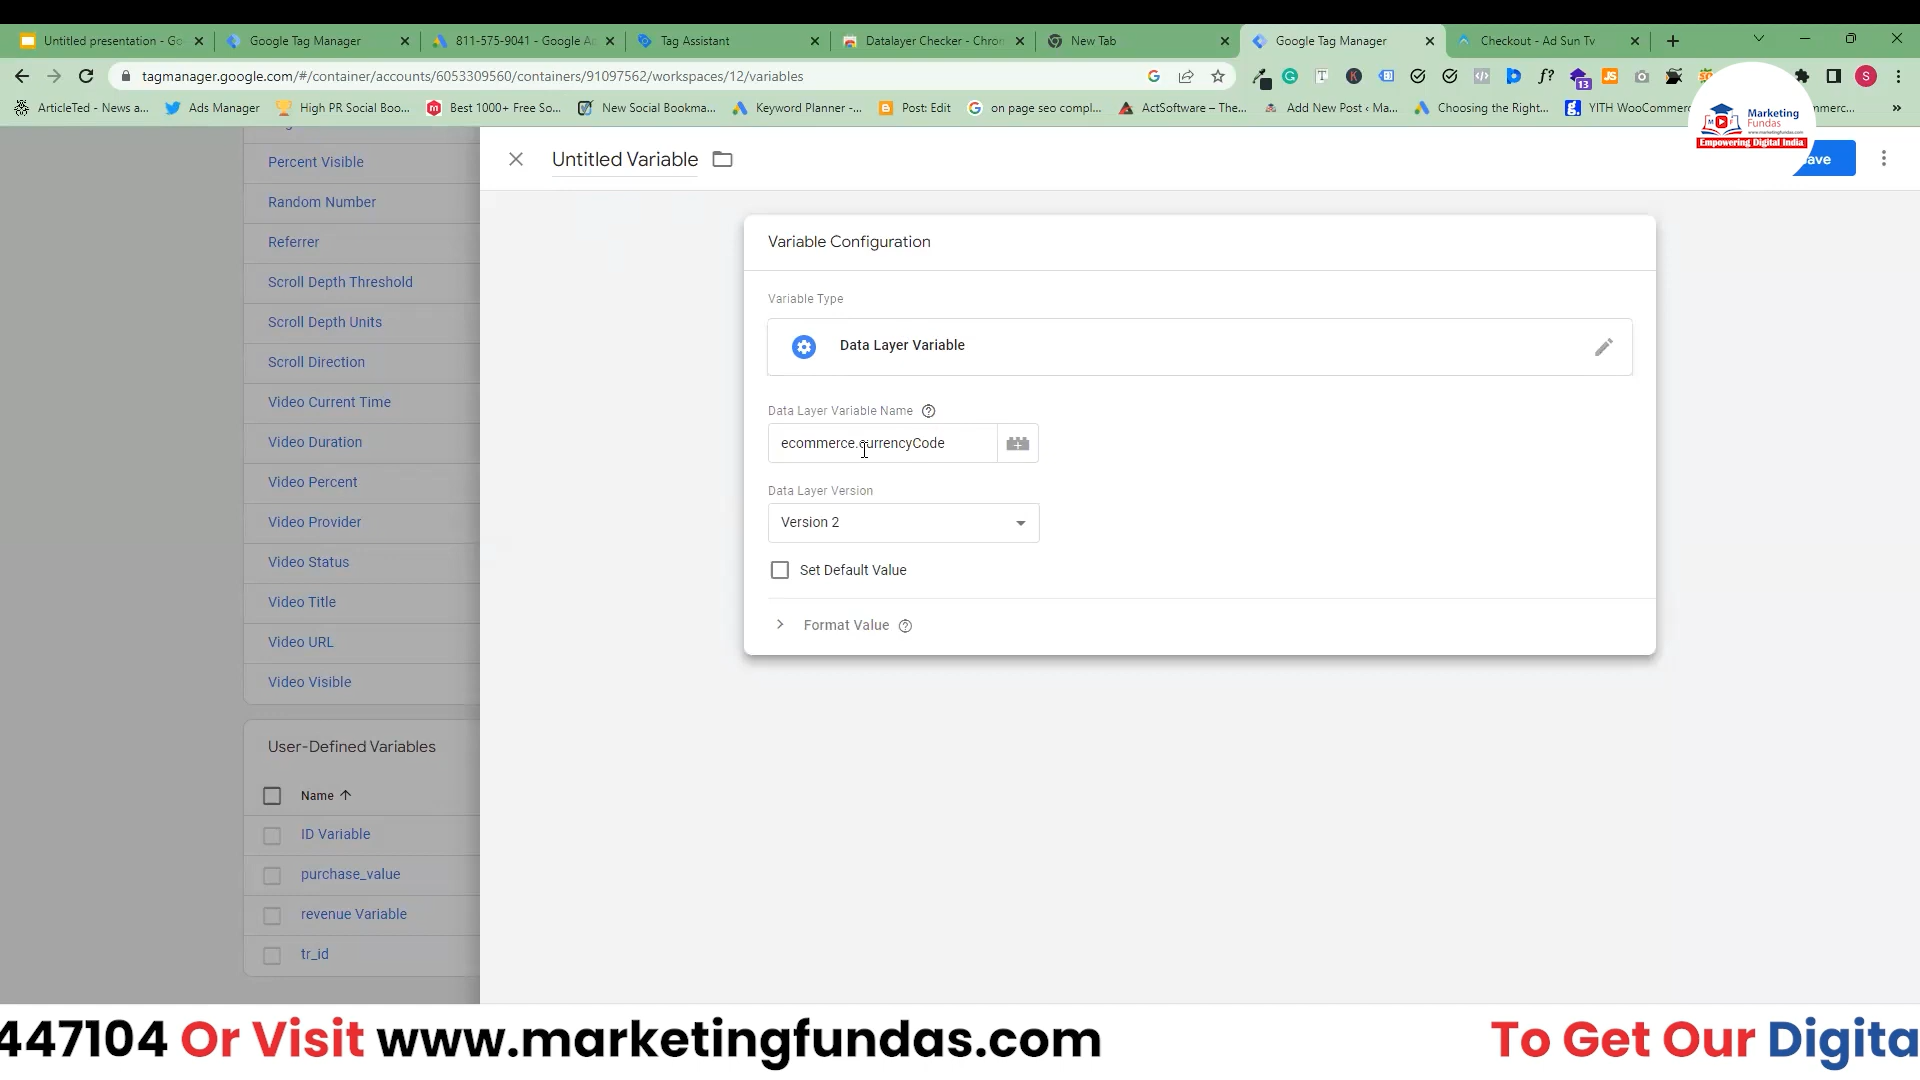 Untitled presentation - Go
Google Tag Manager
811-575-9041 - Google A
Tag Assistant
Datalayer Checker - Chro
New Tab
Google Tag Manager
Checkout - Ad Sun Tv
tagmanager.google.com/#/container/accounts/6053309560/containers/91097562/workspaces/12/variables
ArticleTed - News a...
Ads Manager
High PR Social Boo...
Best 1000+ Free So...
New Social Bookma...
Keyword Planner -...
Post: Edit
on page seo compl...
ActSoftware – The...
Add New Post ‹ Ma...
Choosing the Right...
YITH WooCommerc
mmerc...
Marketing
Fundas
www.marketingfundas.com
Empowering Digital India
Percent Visible
Random Number
Referrer
Scroll Depth Threshold
Scroll Depth Units
Scroll Direction
Video Current Time
Video Duration
Video Percent
Video Provider
Video Status
Video Title
Video URL
Video Visible
User-Defined Variables
Name
ID Variable
purchase_value
revenue Variable
tr_id
Untitled Variable
ave
Variable Configuration
Variable Type
Data Layer Variable
Data Layer Variable Name
ecommerce.currencyCode
Data Layer Version
Version 2
Set Default Value
Format Value
447104 Or Visit www.marketingfundas.com
To Get Our Digita